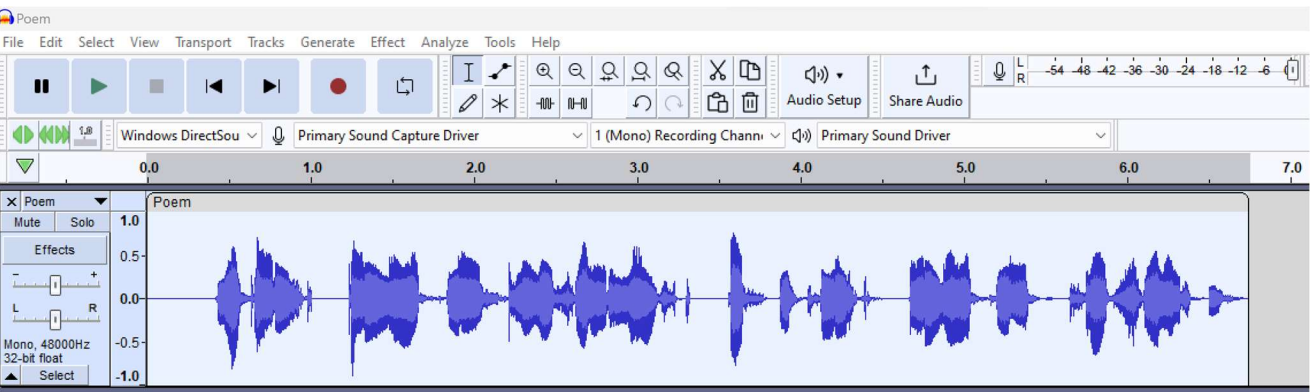 Poem
File Edit Select View Transport Tracks Generate Effect Analyze Tools Help
Audio Setup
Share Audio
L
R
-54 -48 -42 -36 -30 -24 -18 -12 -6 0
1.0
Windows DirectSou
Primary Sound Capture Driver
1 (Mono) Recording Chann
Primary Sound Driver
0.0 1.0 2.0 3.0 4.0 5.0 6.0 7.0
Poem
Poem
Mute Solo
Effects
- +
L R
Mono, 48000Hz
32-bit float
Select
1.0
0.5
0.0
-0.5
-1.0